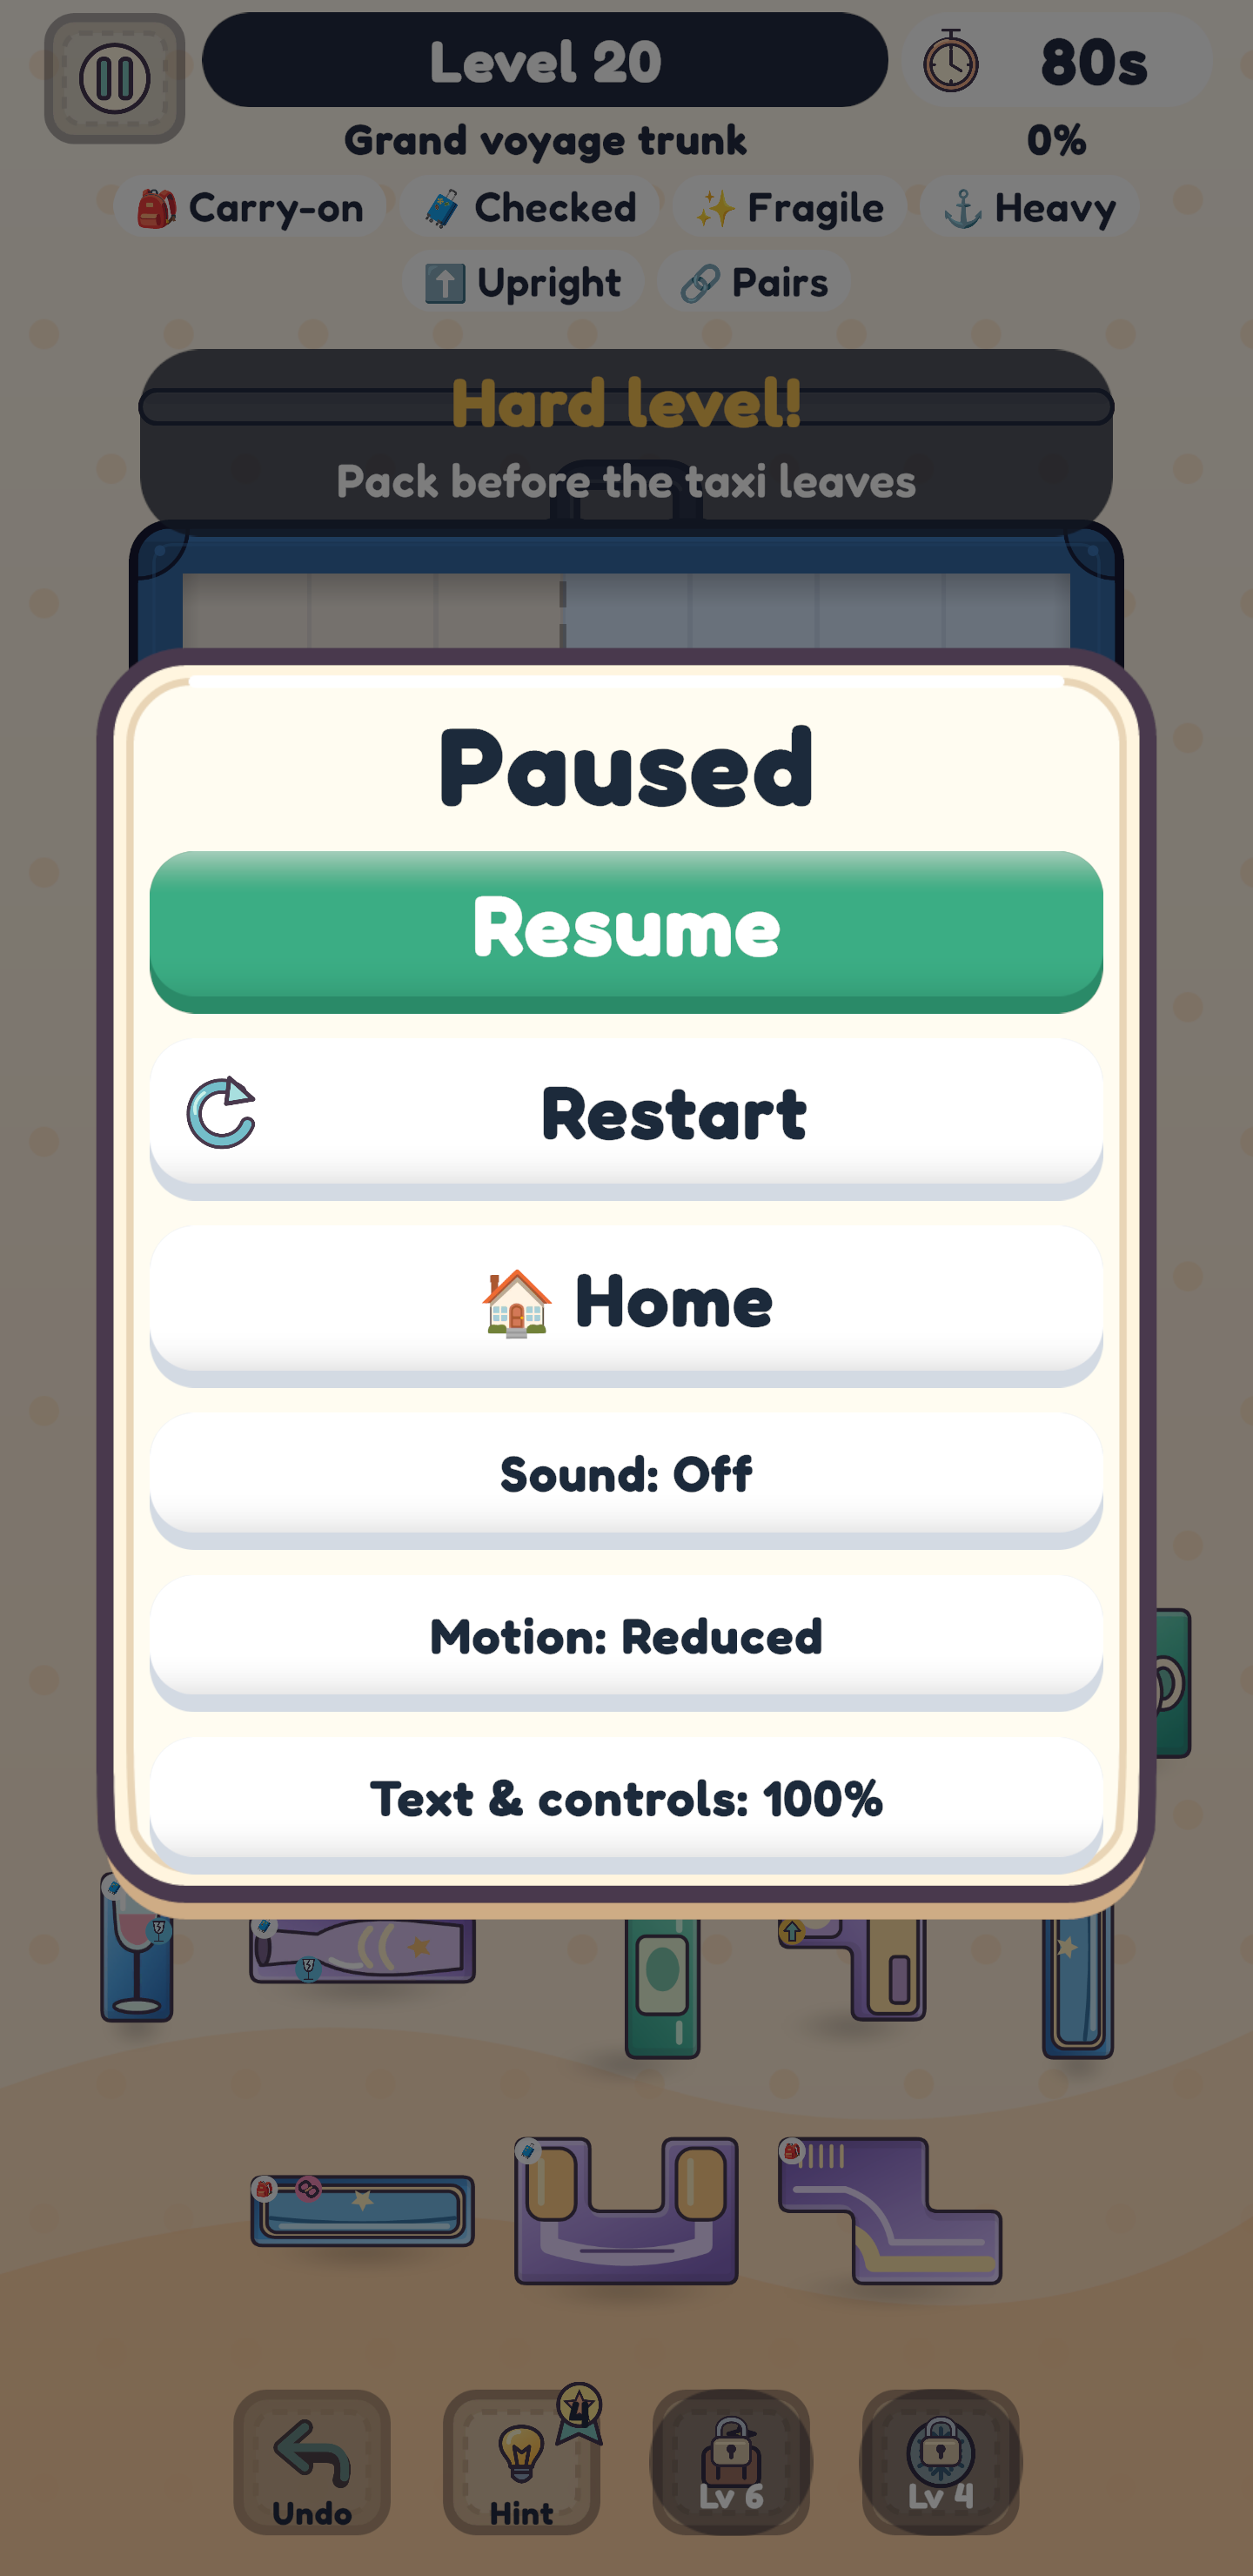 Level 20
80s
Grand voyage trunk
0%
Carry-on
Checked
Fragile
Heavy
Upright
Pairs
Hard level!
Pack before the taxi leaves
Paused
Resume
Restart
Home
Sound: Off
Motion: Reduced
Text & controls: 100%
4
Undo
Hint
Lv 6
Lv 4